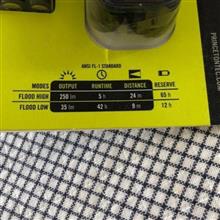 ANSI FL-1 STANDARD
MODES OUTPUT RUNTIME DISTANCE RESERVE
FLOOD HIGH 250 lm 5 h 24 m 65 h
FLOOD LOW 35 lm 42 h 9 m 12 h
PRINCETONTEC.COM